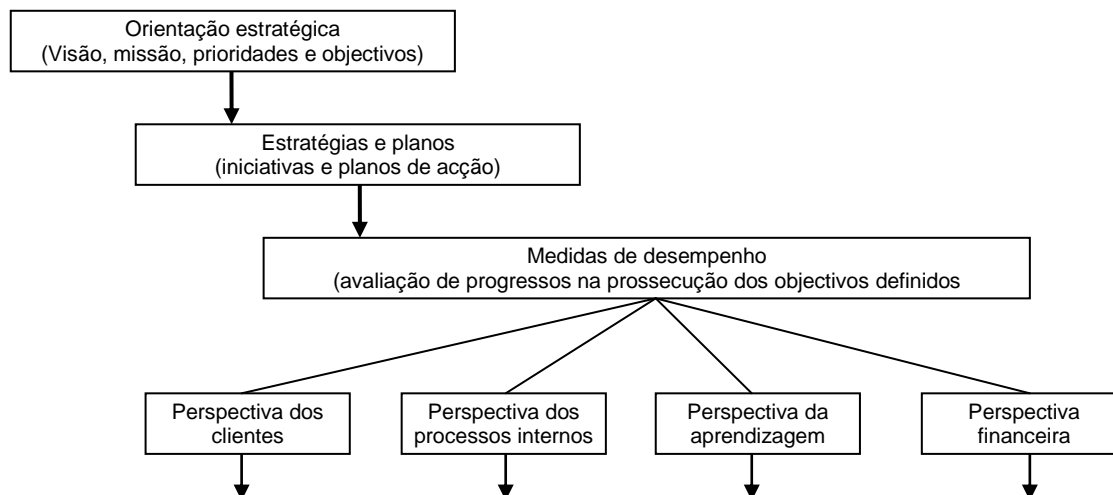 Orientação estratégica
(Visão, missão, prioridades e objectivos)
Estratégias e planos
(iniciativas e planos de acção)
Medidas de desempenho
(avaliação de progressos na prossecução dos objectivos definidos
Perspectiva dos
clientes
Perspectiva dos
processos internos
Perspectiva da
aprendizagem
Perspectiva
financeira